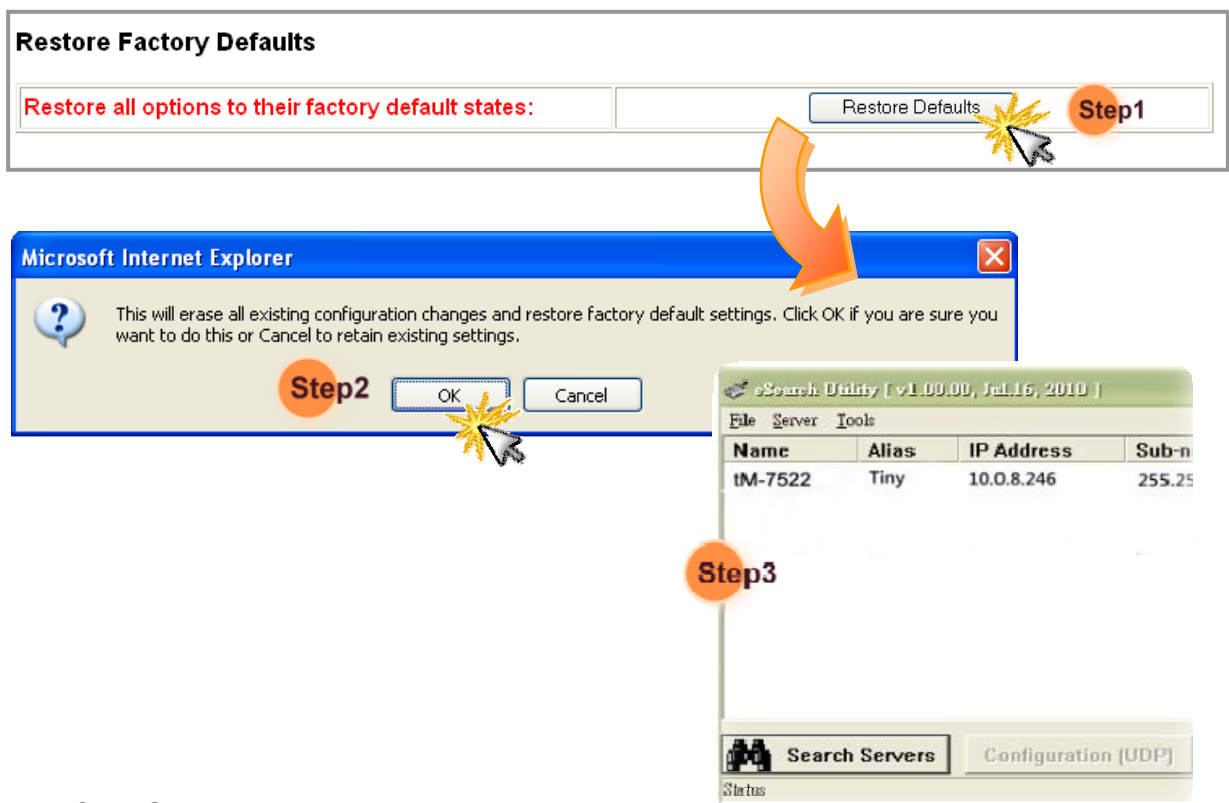 Restore Factory Defaults
Restore all options to their factory default states: Restore Defaults Step1
Microsoft Internet Explorer
This will erase all existing configuration changes and restore factory default settings. Click OK if you are sure you
want to do this or Cancel to retain existing settings.
Step2 OK Cancel
eSearch Utility [ v1.00.00, Jul.16, 2010 ]
File Server Tools
Name Alias IP Address Sub-n
tM-7522 Tiny 10.0.8.246 255.25
Step3
Search Servers Configuration (UDP)
Status